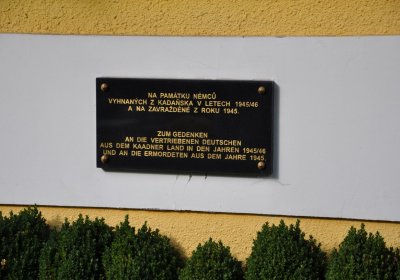 NA PAMÁTKU NĚMCŮ
VYHNANÝCH Z KADAŇSKA V LETECH 1945/46
A NA ZAVRAŽDĚNÉ Z ROKU 1945.
ZUM GEDENKEN
AN DIE VERTRIEBENEN DEUTSCHEN
AUS DEM KAADNER LAND IN DEN JAHREN 1945/46
UND AN DIE ERMORDETEN AUS DEM JAHRE 1945.